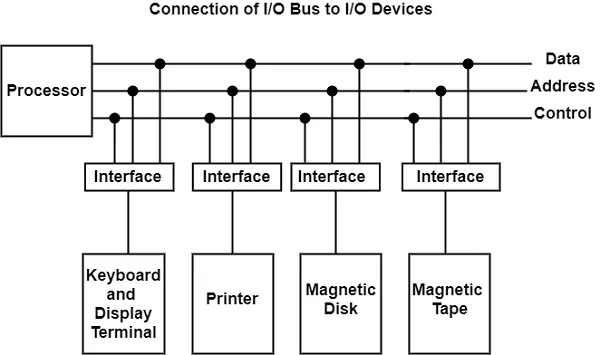 Connection of I/O Bus to I/O Devices
Data
Processor
Address
Control
Interface
Interface
Interface
Interface
Keyboard
and
Display
Terminal
Printer
Magnetic
Disk
Magnetic
Tape